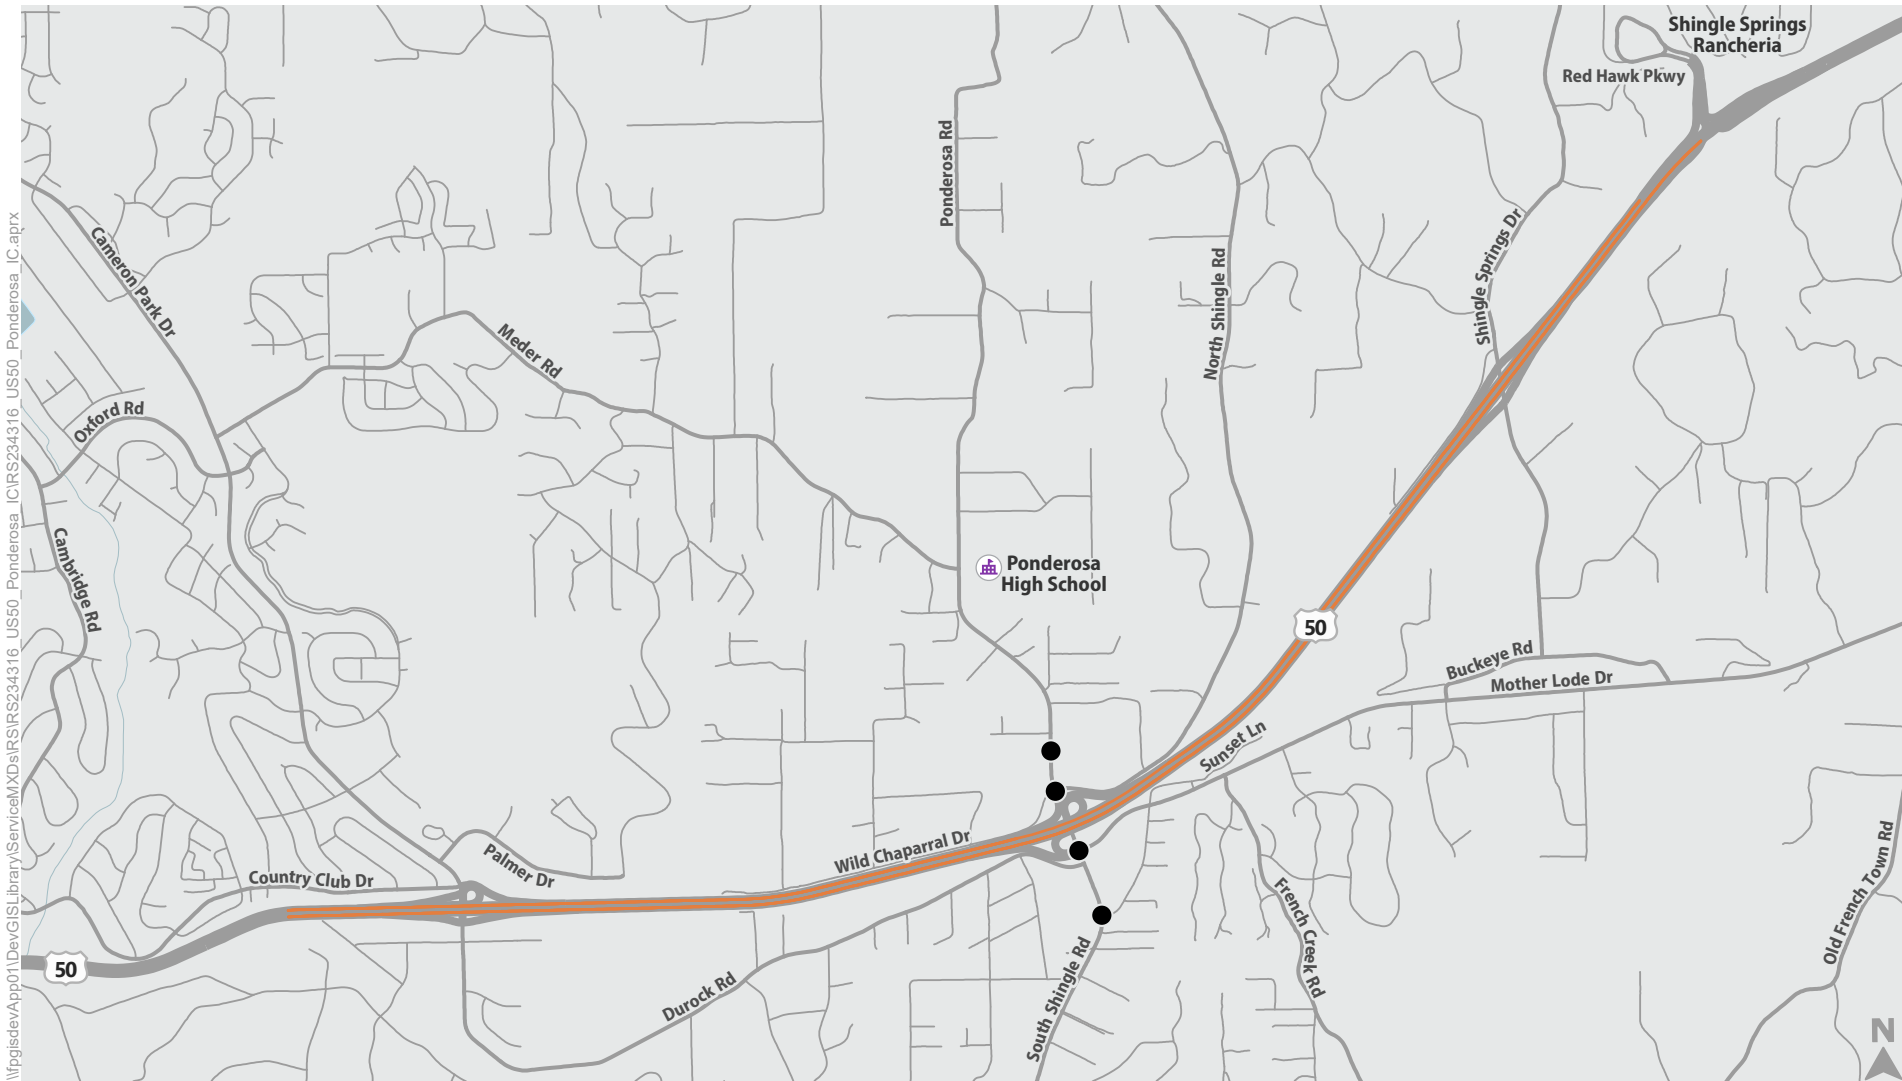 Shingle Springs
Rancheria
Red Hawk Pkwy
Ponderosa Rd
North Shingle Rd
Shingle Springs Dr
Cameron Park Dr
Meder Rd
Oxford Rd
Cambridge Rd
Ponderosa
High School
50
Buckeye Rd
Mother Lode Dr
Sunset Ln
Wild Chaparral Dr
Palmer Dr
Country Club Dr
50
Durock Rd
South Shingle Rd
French Creek Rd
Old French Town Rd
N
\\fpgisdevApp01\DevGISLibrary\ServiceMXDs\RS\RS234316_US50_Ponderosa_IC\RS234316_US50_Ponderosa_IC.aprx